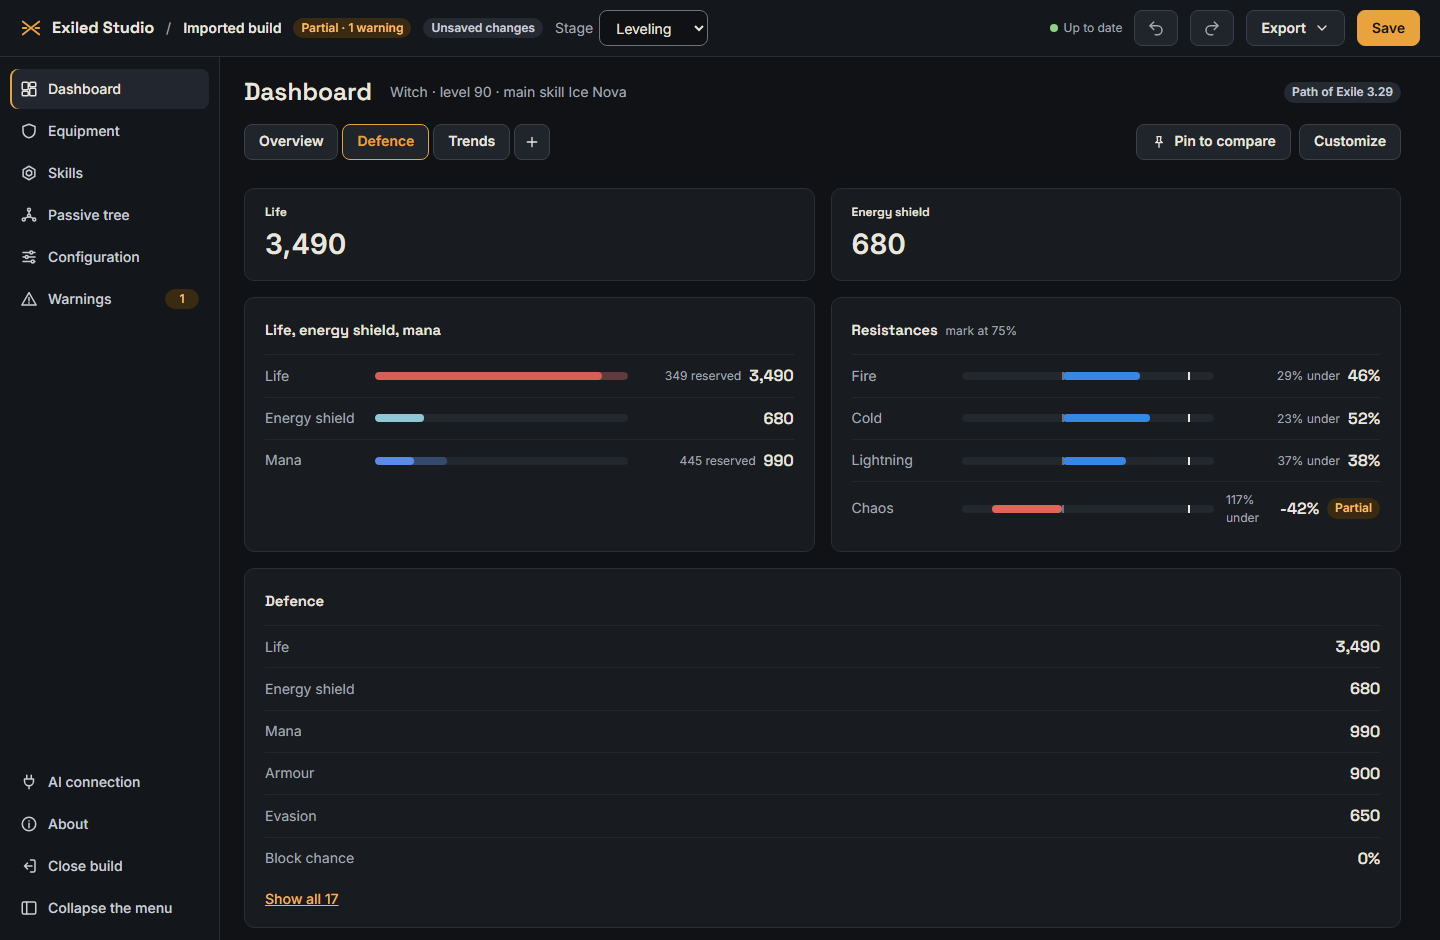 Exiled Studio / Imported build Partial · 1 warning Unsaved changes Stage Leveling Up to date Export Save
Dashboard
Equipment
Skills
Passive tree
Configuration
Warnings 1
AI connection
About
Close build
Collapse the menu
Dashboard Witch · level 90 · main skill Ice Nova Path of Exile 3.29
Overview Defence Trends + Pin to compare Customize
Life
3,490
Energy shield
680
Life, energy shield, mana
Life 349 reserved 3,490
Energy shield 680
Mana 445 reserved 990
Resistances mark at 75%
Fire 29% under 46%
Cold 23% under 52%
Lightning 37% under 38%
Chaos 117% under -42% Partial
Defence
Life 3,490
Energy shield 680
Mana 990
Armour 900
Evasion 650
Block chance 0%
Show all 17